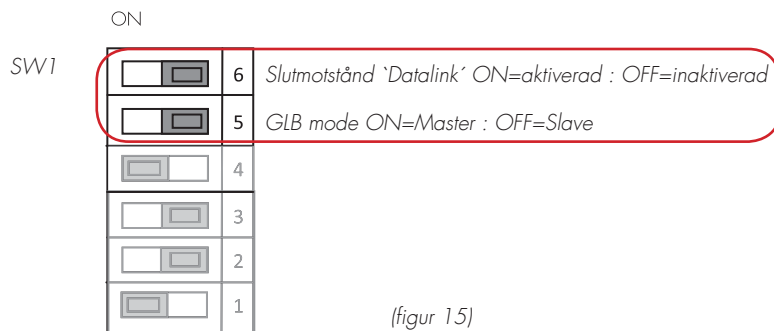 ON
SW1
6 Slutmotstånd `Datalink´ ON=aktiverad : OFF=inaktiverad
5 GLB mode ON=Master : OFF=Slave
4
3
2
1
(figur 15)